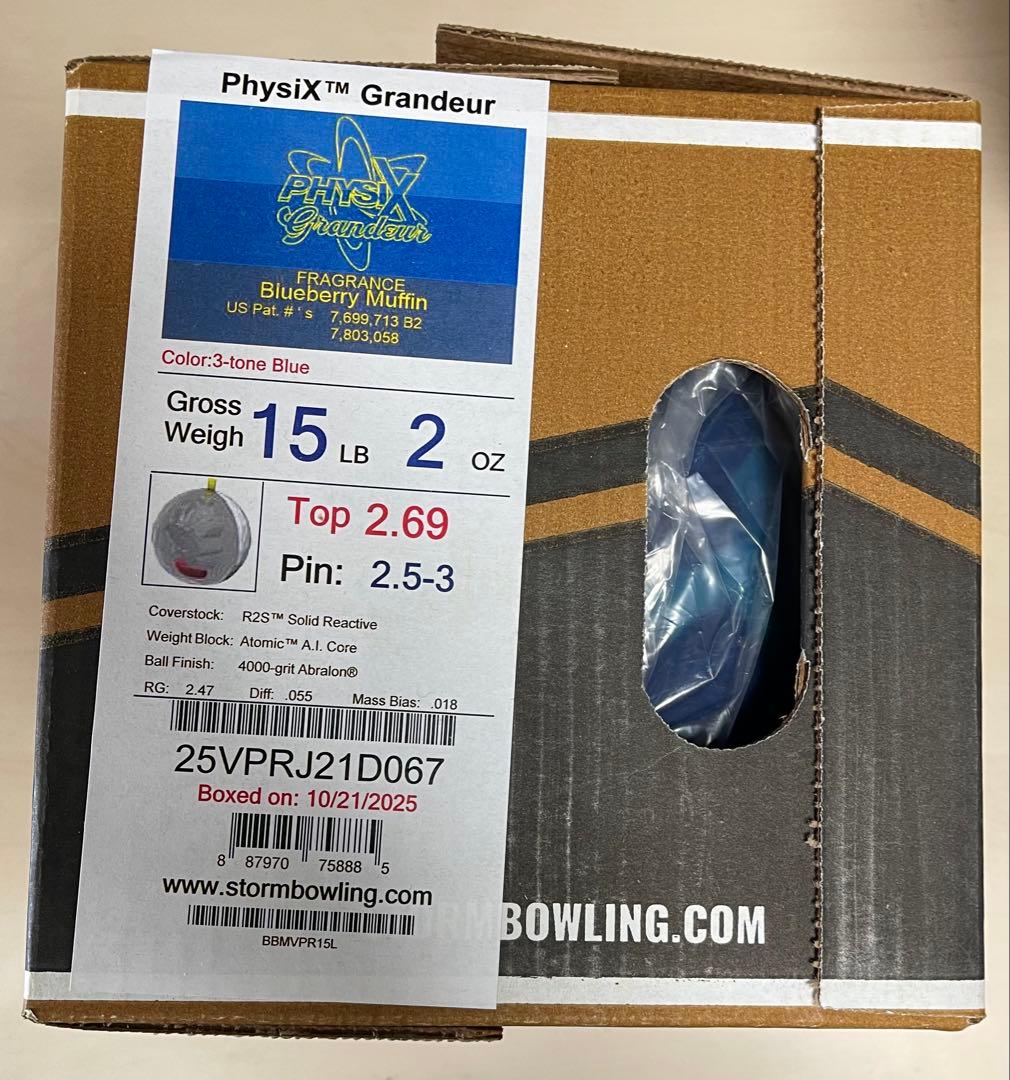 PhysiX™ Grandeur
PHYSIX
Grandeur
FRAGRANCE
Blueberry Muffin
US Pat. # ' s 7,699,713 B2
7,803,058
Color:3-tone Blue
Gross
Weigh 15 LB 2 OZ
Top 2.69
Pin: 2.5-3
Coverstock: R2S™ Solid Reactive
Weight Block: Atomic™ A.I. Core
Ball Finish: 4000-grit Abralon®
RG: 2.47 Diff: .055 Mass Bias: .018
25VPRJ21D067
Boxed on: 10/21/2025
8 87970 75888 5
www.stormbowling.com
BBMVPR15L
RMBOWLING.COM